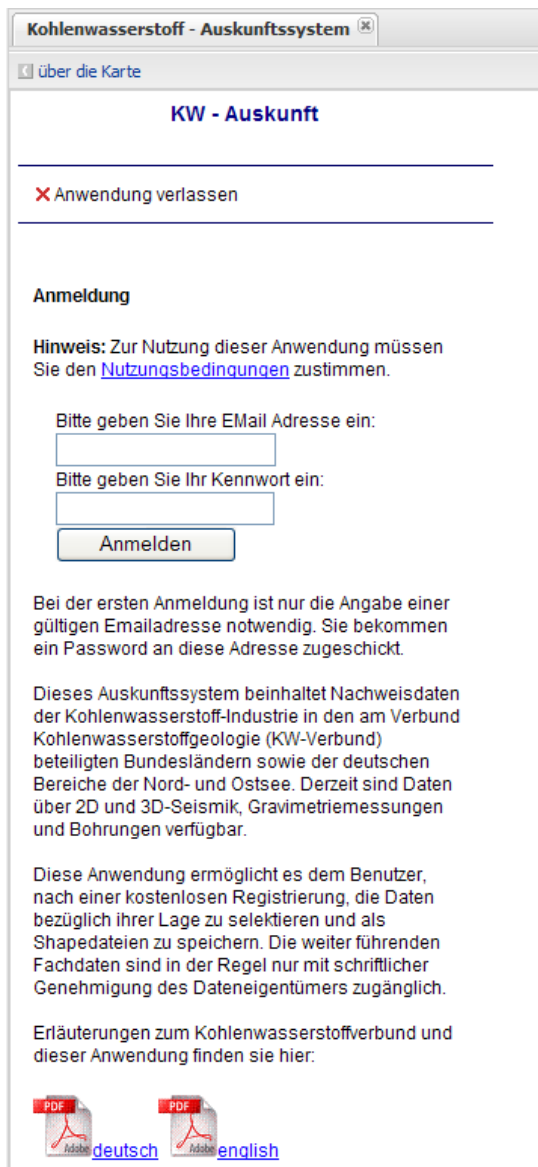 Kohlenwasserstoff - Auskunftssystem
über die Karte
KW - Auskunft
Anwendung verlassen
Anmeldung
Hinweis: Zur Nutzung dieser Anwendung müssen
Sie den Nutzungsbedingungen zustimmen.
Bitte geben Sie Ihre EMail Adresse ein:
Bitte geben Sie Ihr Kennwort ein:
Anmelden
Bei der ersten Anmeldung ist nur die Angabe einer
gültigen Emailadresse notwendig. Sie bekommen
ein Password an diese Adresse zugeschickt.
Dieses Auskunftssystem beinhaltet Nachweisdaten
der Kohlenwasserstoff-Industrie in den am Verbund
Kohlenwasserstoffgeologie (KW-Verbund)
beteiligten Bundesländern sowie der deutschen
Bereiche der Nord- und Ostsee. Derzeit sind Daten
über 2D und 3D-Seismik, Gravimetriemessungen
und Bohrungen verfügbar.
Diese Anwendung ermöglicht es dem Benutzer,
nach einer kostenlosen Registrierung, die Daten
bezüglich ihrer Lage zu selektieren und als
Shapedateien zu speichern. Die weiter führenden
Fachdaten sind in der Regel nur mit schriftlicher
Genehmigung des Dateneigentümers zugänglich.
Erläuterungen zum Kohlenwasserstoffverbund und
dieser Anwendung finden sie hier:
PDF Adobe deutsch PDF Adobe english